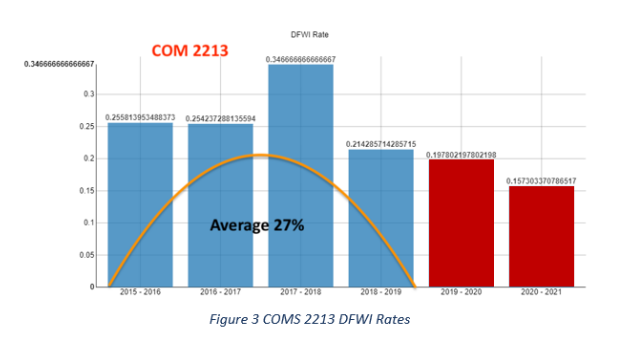 DFWI Rate
COM 2213
0.346666666666667
0.346666666666667
0.3
0.255813953488373
0.254237288135594
0.25
0.214285714285715
0.2
0.197802197802198
0.157303370786517
0.15
0.1
Average 27%
0.05
0
2015 - 2016
2016 - 2017
2017 - 2018
2018 - 2019
2019 - 2020
2020 - 2021
Figure 3 COMS 2213 DFWI Rates